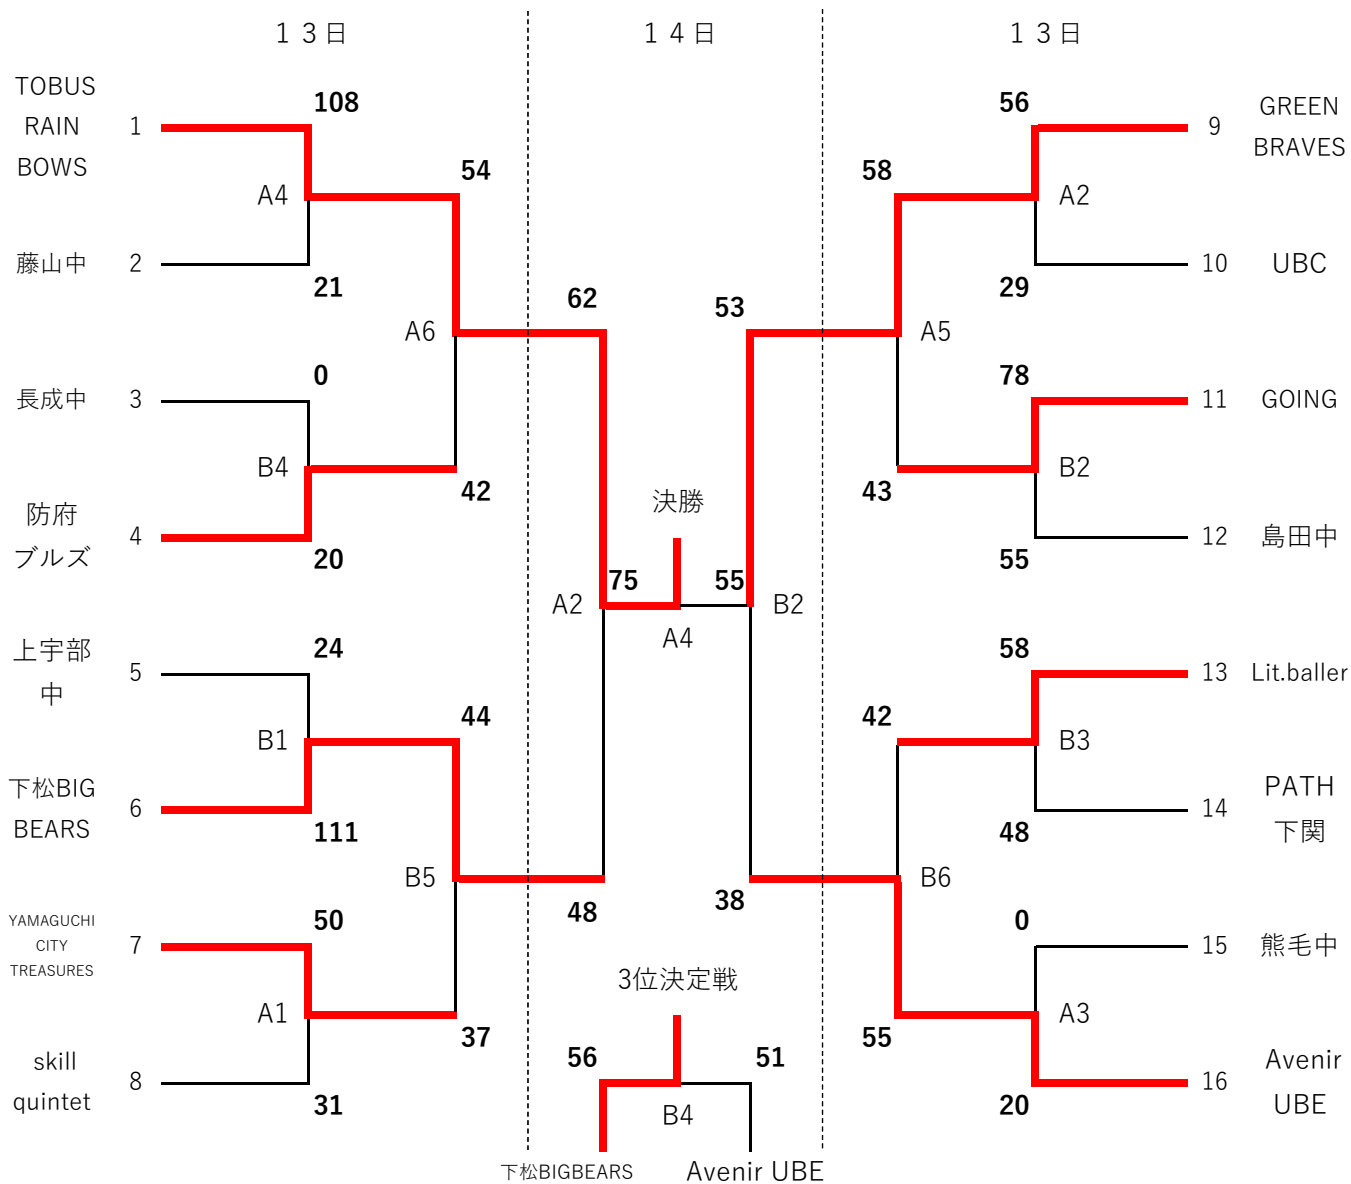 １３日
１４日
１３日
TOBUS
RAIN
BOWS
1
108
A4
藤山中
2
21
54
長成中
3
0
B4
防府
ブルズ
4
20
A6
42
上宇部
中
5
24
B1
下松BIG
BEARS
6
111
44
YAMAGUCHI
CITY
TREASURES
7
50
A1
skill
quintet
8
31
B5
37
62
A2
48
75
決勝
A4
55
53
B2
38
3位決定戦
56
51
B4
下松BIGBEARS
Avenir UBE
56
9
GREEN
BRAVES
A2
29
10
UBC
58
A5
43
78
11
GOING
B2
55
12
島田中
58
13
Lit.baller
B3
48
14
PATH
下関
42
B6
55
0
15
熊毛中
A3
20
16
Avenir
UBE